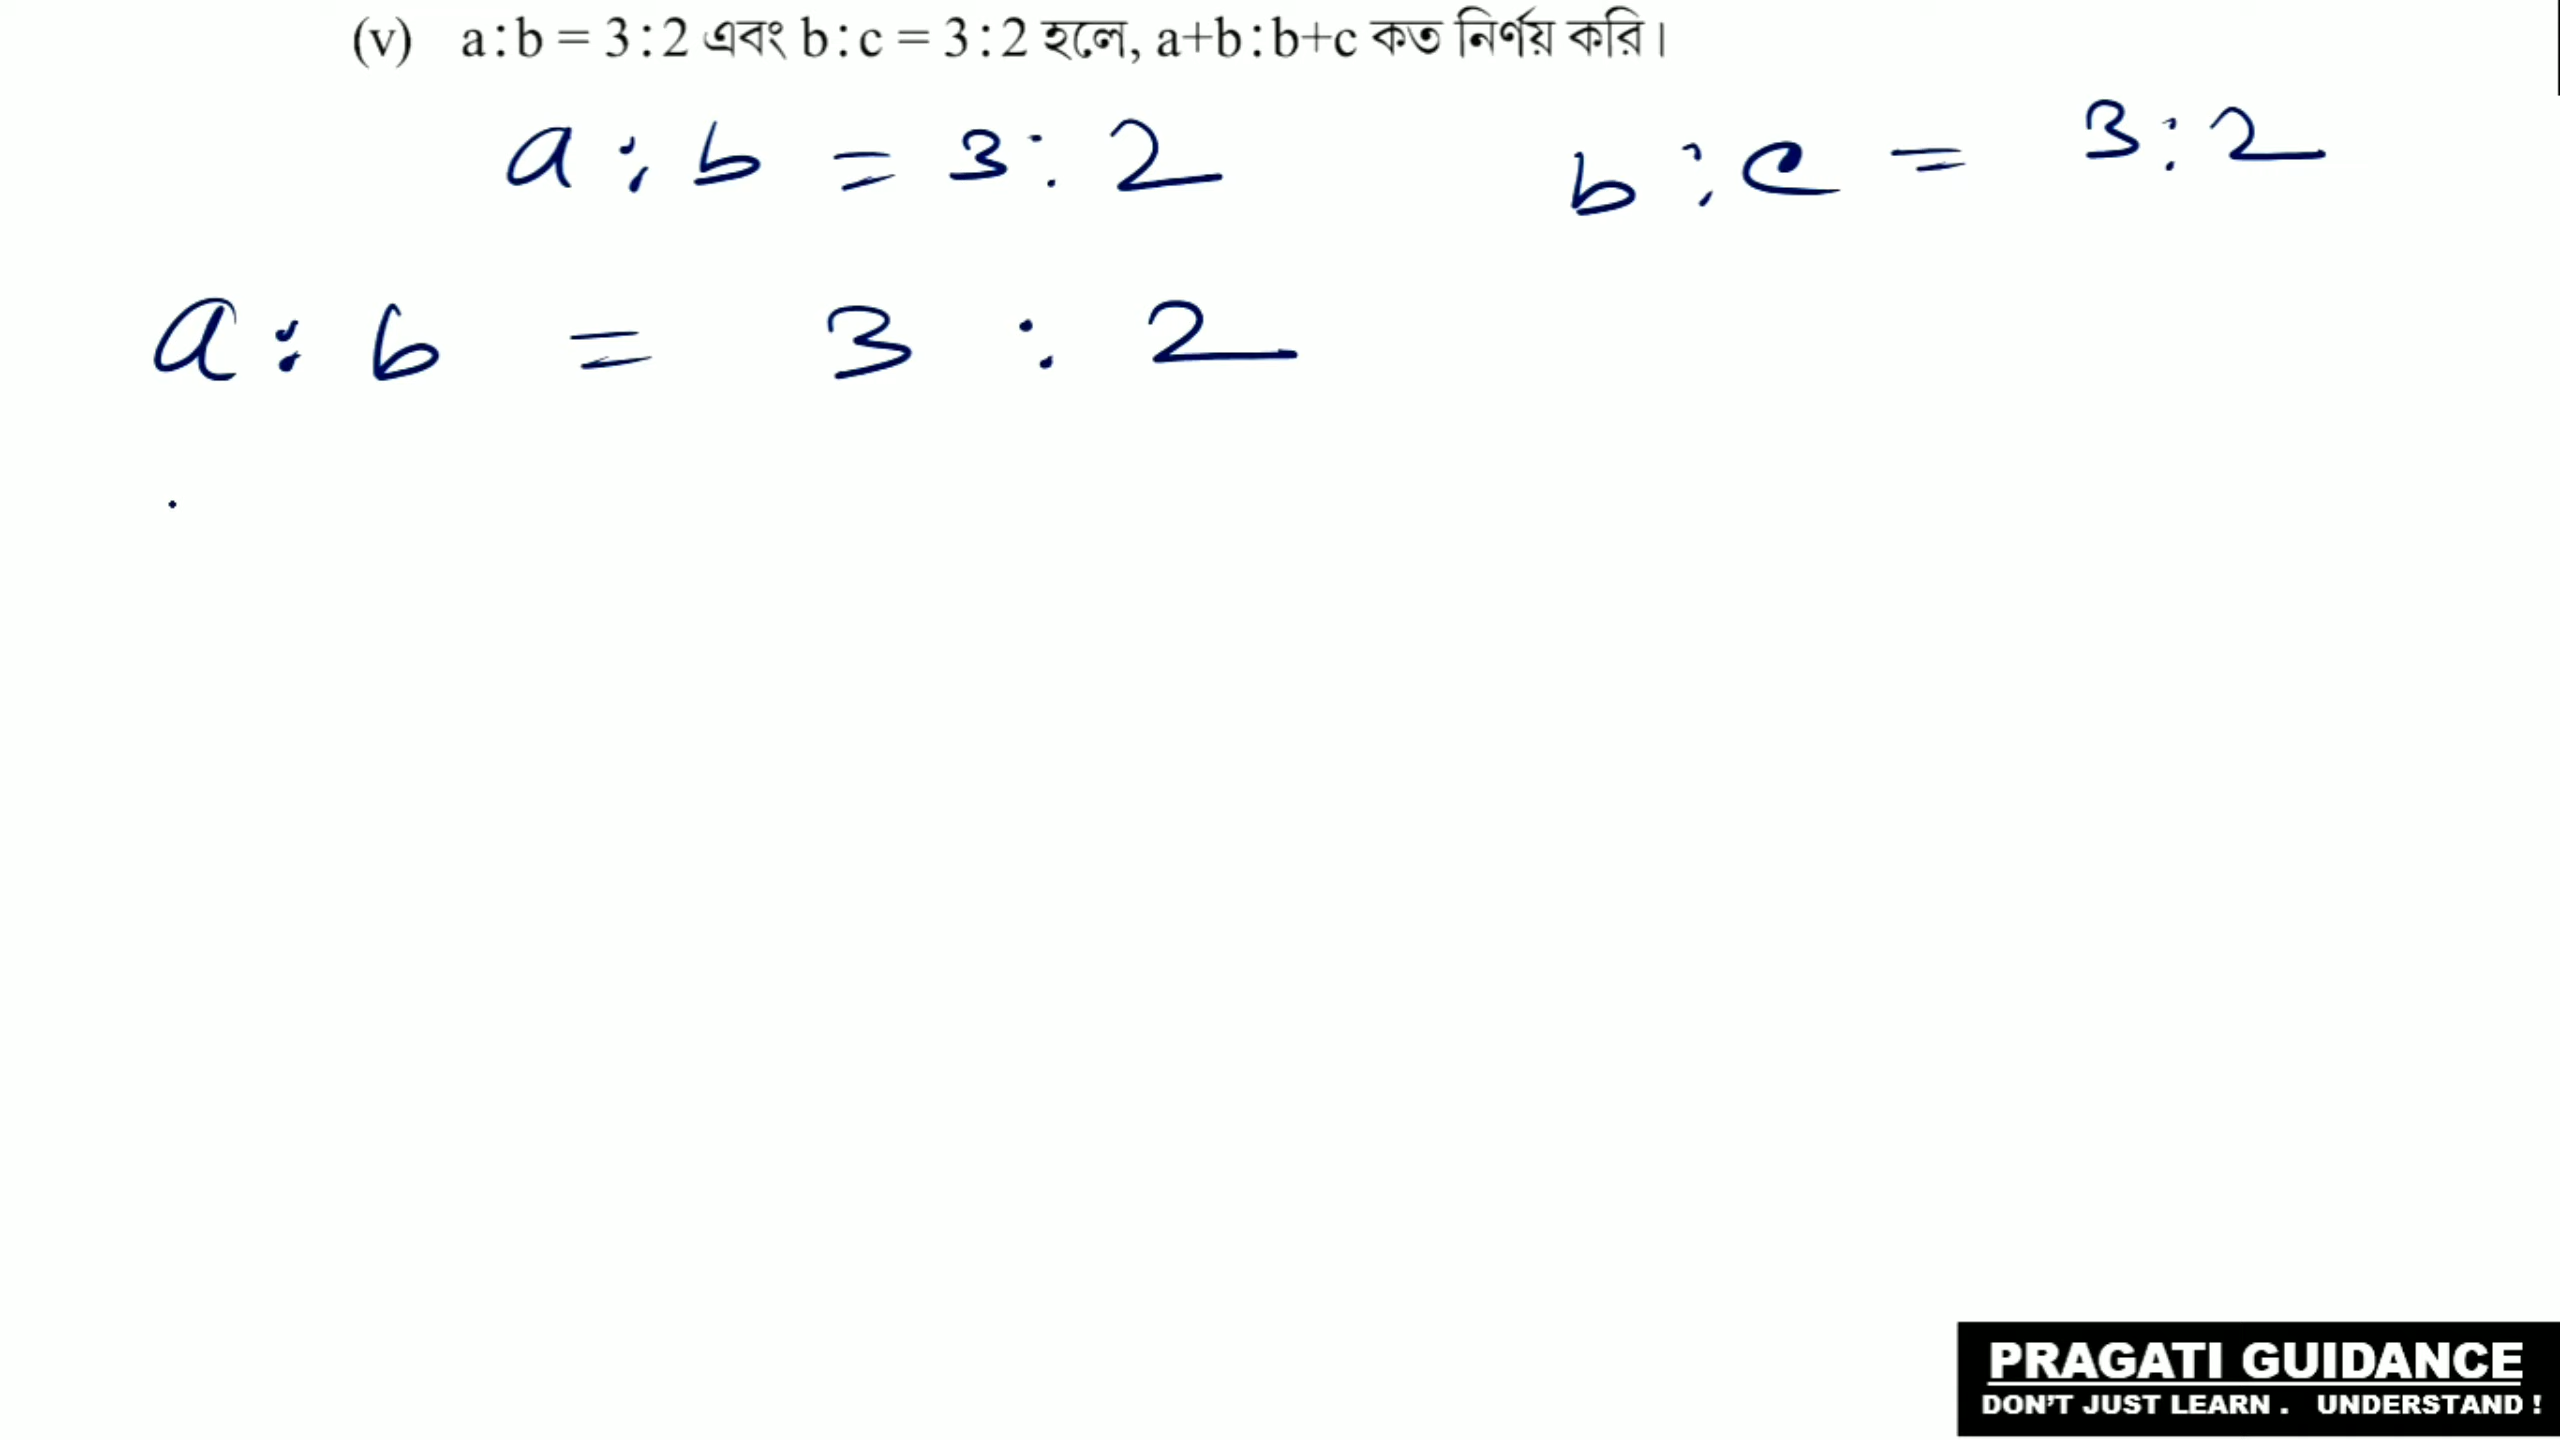 (v) a : b = 3 : 2 এবং b : c = 3 : 2 হলে, a+b : b+c কত নির্ণয় করি।
a : b = 3 : 2 b : c = 3 : 2
a : b = 3 : 2
PRAGATI GUIDANCE
DON'T JUST LEARN . UNDERSTAND !